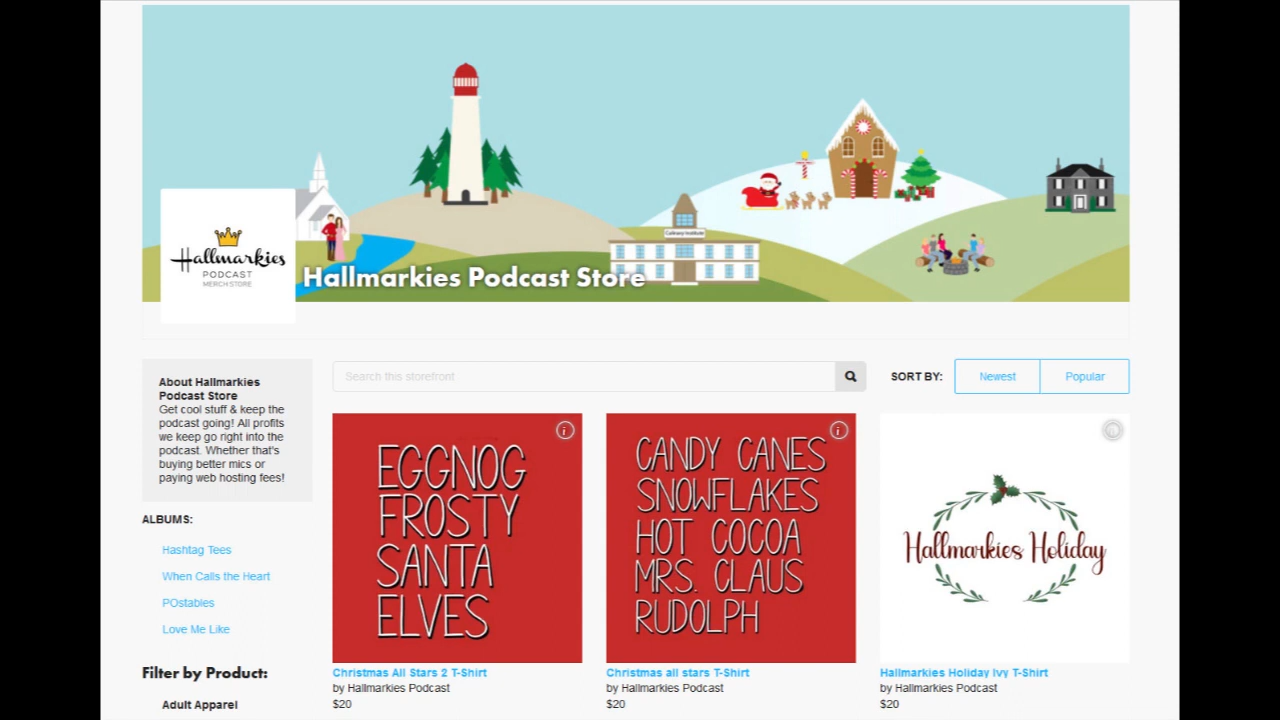 Culinary Institute
Hallmarkies
PODCAST
MERCH STORE
Hallmarkies Podcast Store
About Hallmarkies
Podcast Store
Get cool stuff & keep the
podcast going! All profits
we keep go right into the
podcast. Whether that's
buying better mics or
paying web hosting fees!
ALBUMS:
Hashtag Tees
When Calls the Heart
POstables
Love Me Like
Filter by Product:
Adult Apparel
Search this storefront
SORT BY:
Newest
Popular
EGGNOG
FROSTY
SANTA
ELVES
Christmas All Stars 2 T-Shirt
by Hallmarkies Podcast
$20
CANDY CANES
SNOWFLAKES
HOT COCOA
MRS. CLAUS
RUDOLPH
Christmas all stars T-Shirt
by Hallmarkies Podcast
$20
Hallmarkies Holiday
Hallmarkies Holiday Ivy T-Shirt
by Hallmarkies Podcast
$20